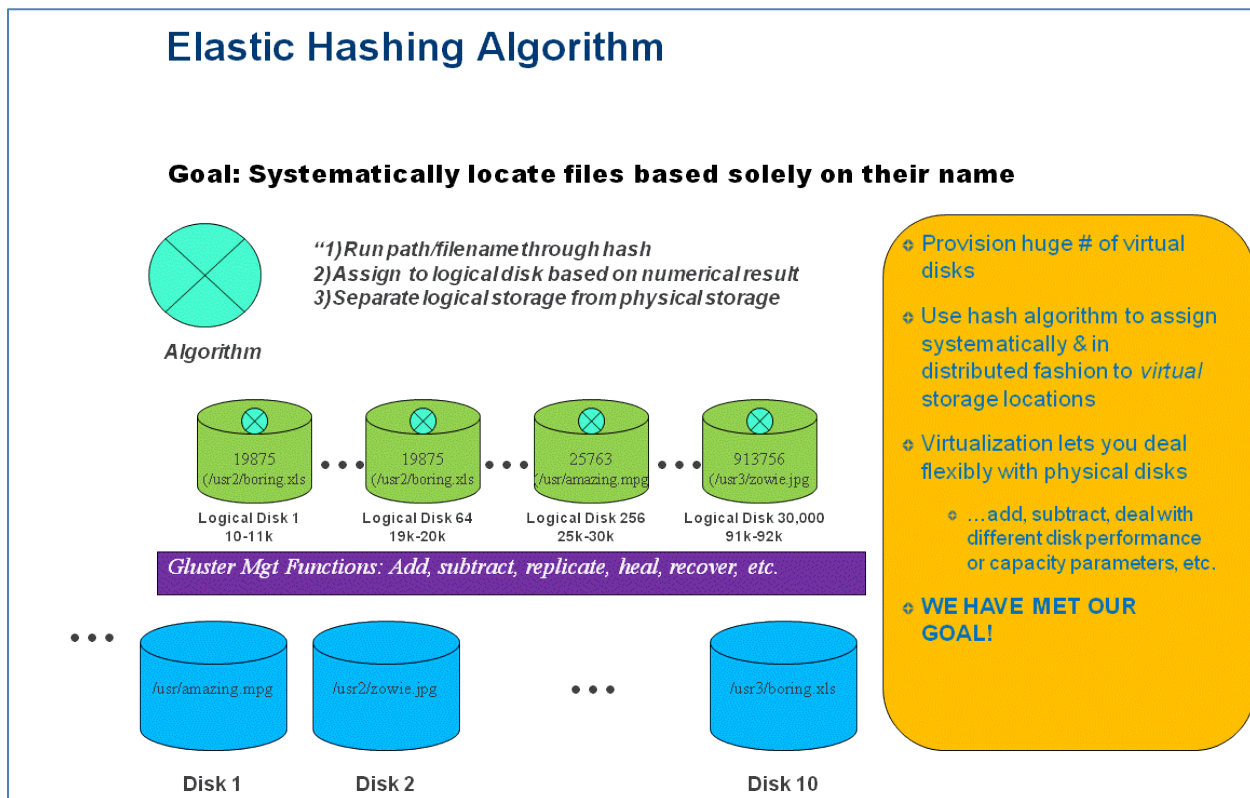 Elastic Hashing Algorithm
Goal: Systematically locate files based solely on their name
“1)Run path/filename through hash
2)Assign to logical disk based on numerical result
3)Separate logical storage from physical storage
Algorithm
19875
(/usr2/boring.xls
Logical Disk 1
10-11k
19875
(/usr2/boring.xls
Logical Disk 64
19k-20k
25763
(/usr/amazing.mpg
Logical Disk 256
25k-30k
913756
(/usr3/zowie.jpg
Logical Disk 30,000
91k-92k
Gluster Mgt Functions: Add, subtract, replicate, heal, recover, etc.
/usr/amazing.mpg
Disk 1
/usr2/zowie.jpg
Disk 2
/usr3/boring.xls
Disk 10
Provision huge # of virtual
disks
Use hash algorithm to assign
systematically & in
distributed fashion to virtual
storage locations
Virtualization lets you deal
flexibly with physical disks
…add, subtract, deal with
different disk performance
or capacity parameters, etc.
WE HAVE MET OUR
GOAL!